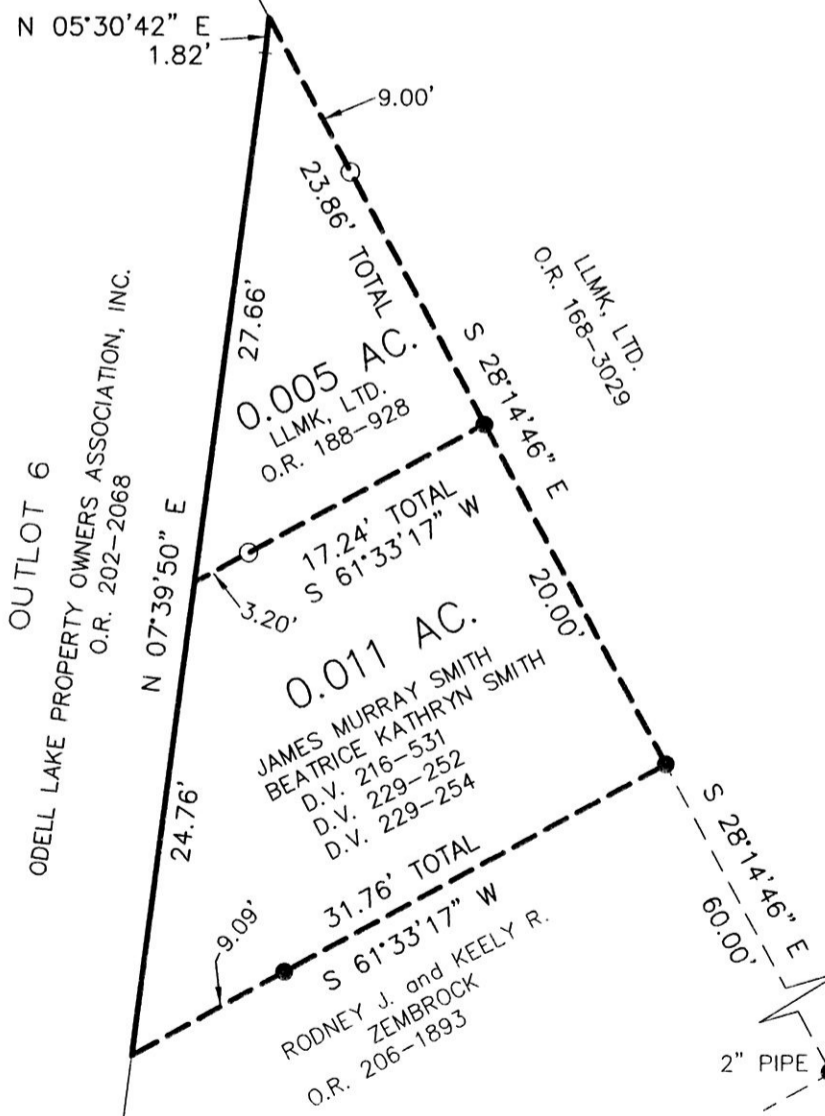 N 05°30'42" E
1.82'
9.00'
23.86' TOTAL
27.66'
LLMK, LTD.
O.R. 168-3029
S 28°14'46" E
0.005 AC.
LLMK, LTD.
O.R. 188-928
OUTLOT 6
ODELL LAKE PROPERTY OWNERS ASSOCIATION, INC.
O.R. 202-2068
N 07°39'50" E
17.24' TOTAL
S 61°33'17" W
3.20'
20.00'
0.011 AC.
JAMES MURRAY SMITH
BEATRICE KATHRYN SMITH
D.V. 216-531
D.V. 229-252
D.V. 229-254
24.76'
31.76' TOTAL
S 61°33'17" W
9.09'
S 28°14'46" E
60.00'
RODNEY J. and KEELY R.
ZEMBROCK
O.R. 206-1893
2" PIPE